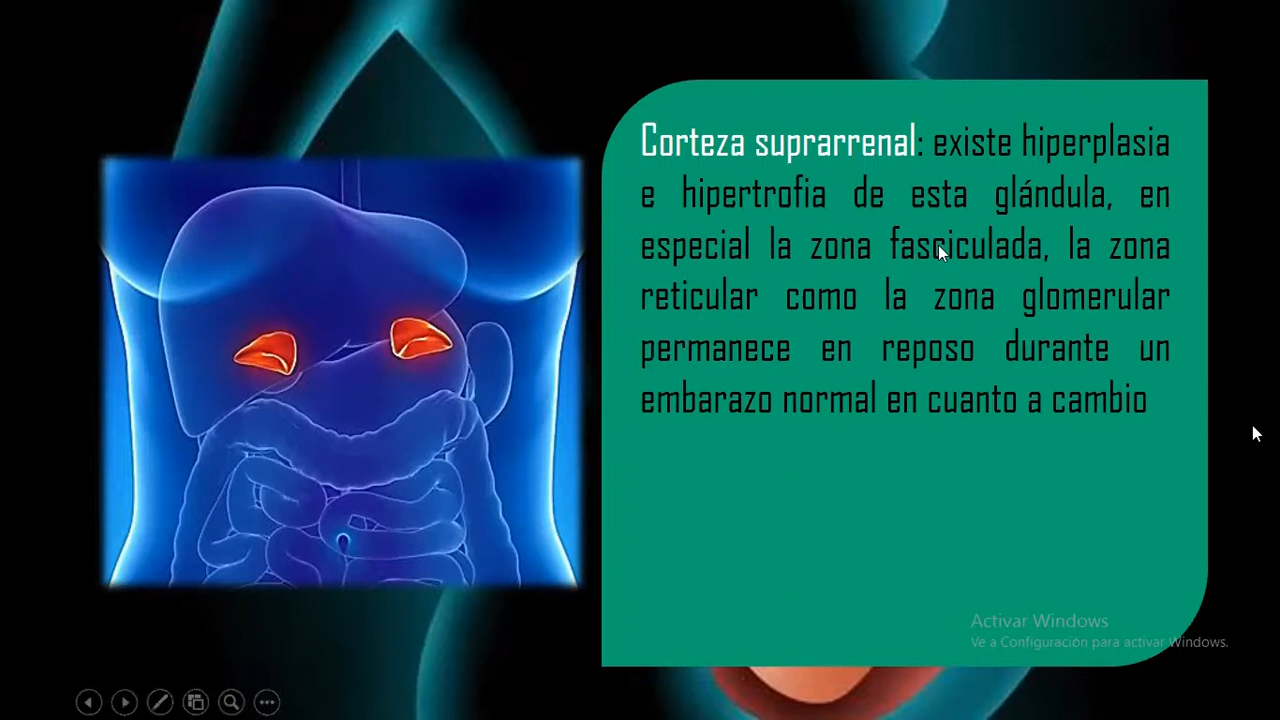 Corteza suprarrenal: existe hiperplasia
e hipertrofia de esta glándula, en
especial la zona fasciculada, la zona
reticular como la zona glomerular
permanece en reposo durante un
embarazo normal en cuanto a cambio
Activar Windows
Ve a Configuración para activar Windows.